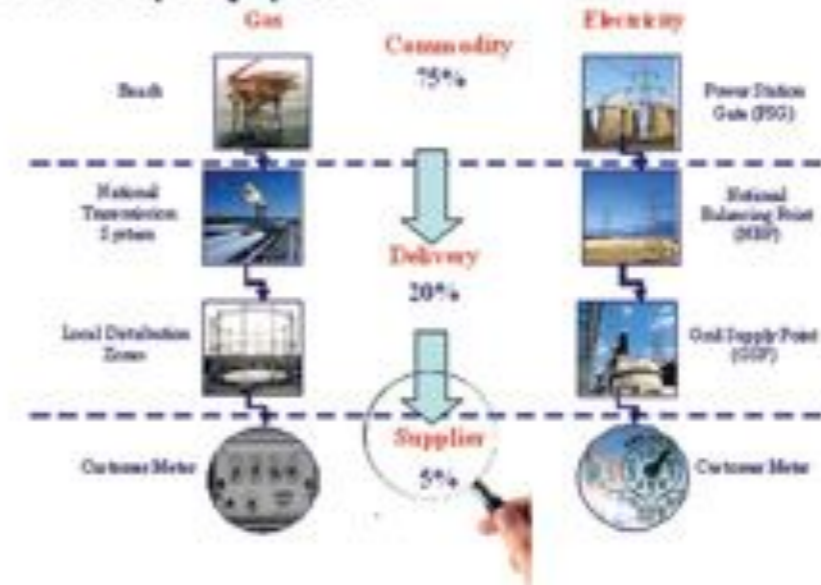 Gas
Commodity
75%
Electricity
Beach
Power Station
Gate (PSG)
National
Transmission
System
National
Balancing Point
(NBP)
Delivery
20%
Local Distribution
Zones
Grid Supply Point
(GSP)
Supplier
5%
Customer Meter
Customer Meter